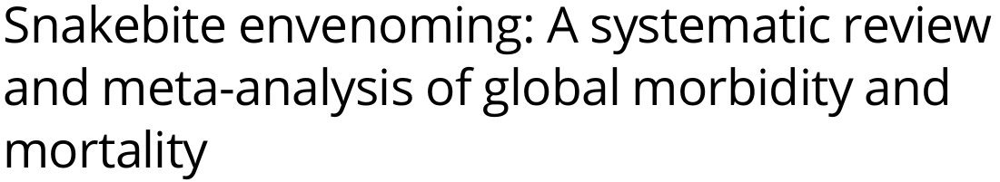 Snakebite envenoming: A systematic review
and meta-analysis of global morbidity and
mortality